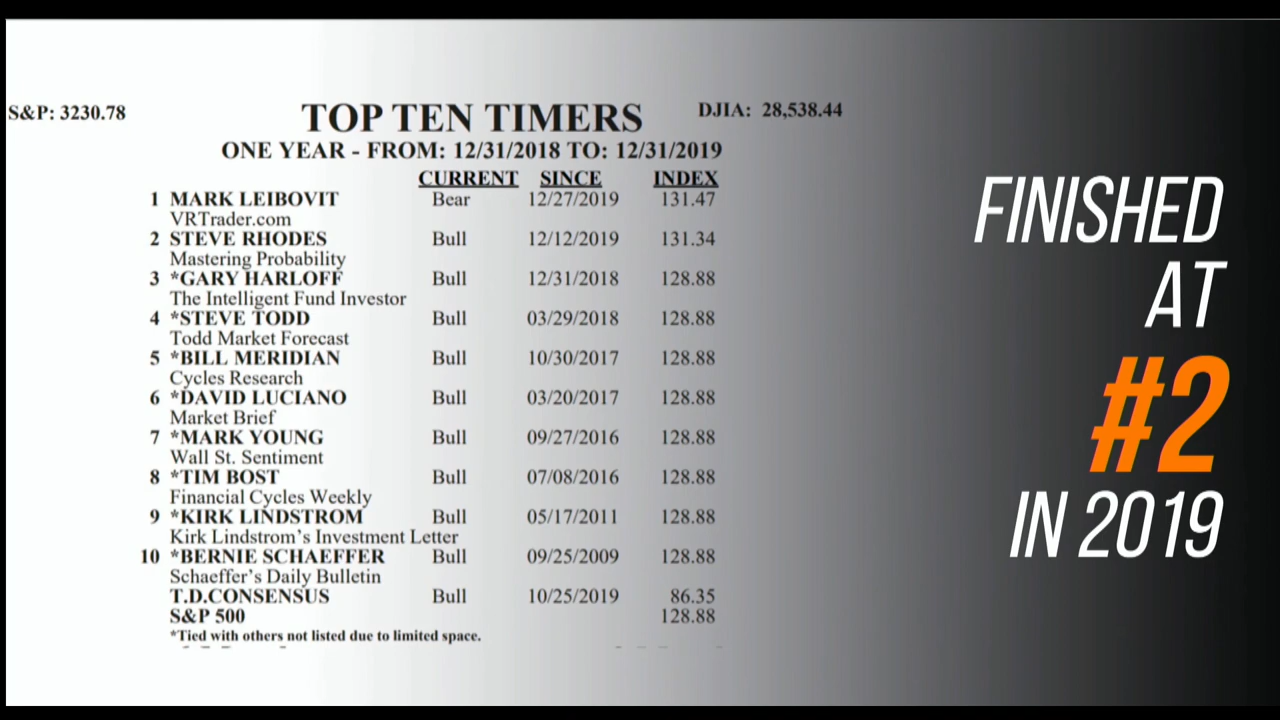 S&P: 3230.78
TOP TEN TIMERS
DJIA: 28,538.44
ONE YEAR - FROM: 12/31/2018 TO: 12/31/2019
CURRENT SINCE INDEX
1 MARK LEIBOVIT Bear 12/27/2019 131.47
VRTrader.com
2 STEVE RHODES Bull 12/12/2019 131.34
Mastering Probability
3 *GARY HARLOFF Bull 12/31/2018 128.88
The Intelligent Fund Investor
4 *STEVE TODD Bull 03/29/2018 128.88
Todd Market Forecast
5 *BILL MERIDIAN Bull 10/30/2017 128.88
Cycles Research
6 *DAVID LUCIANO Bull 03/20/2017 128.88
Market Brief
7 *MARK YOUNG Bull 09/27/2016 128.88
Wall St. Sentiment
8 *TIM BOST Bull 07/08/2016 128.88
Financial Cycles Weekly
9 *KIRK LINDSTROM Bull 05/17/2011 128.88
Kirk Lindstrom's Investment Letter
10 *BERNIE SCHAEFFER Bull 09/25/2009 128.88
Schaeffer's Daily Bulletin
T.D.CONSENSUS Bull 10/25/2019 86.35
S&P 500 128.88
*Tied with others not listed due to limited space.
FINISHED
AT
#2
IN 2019